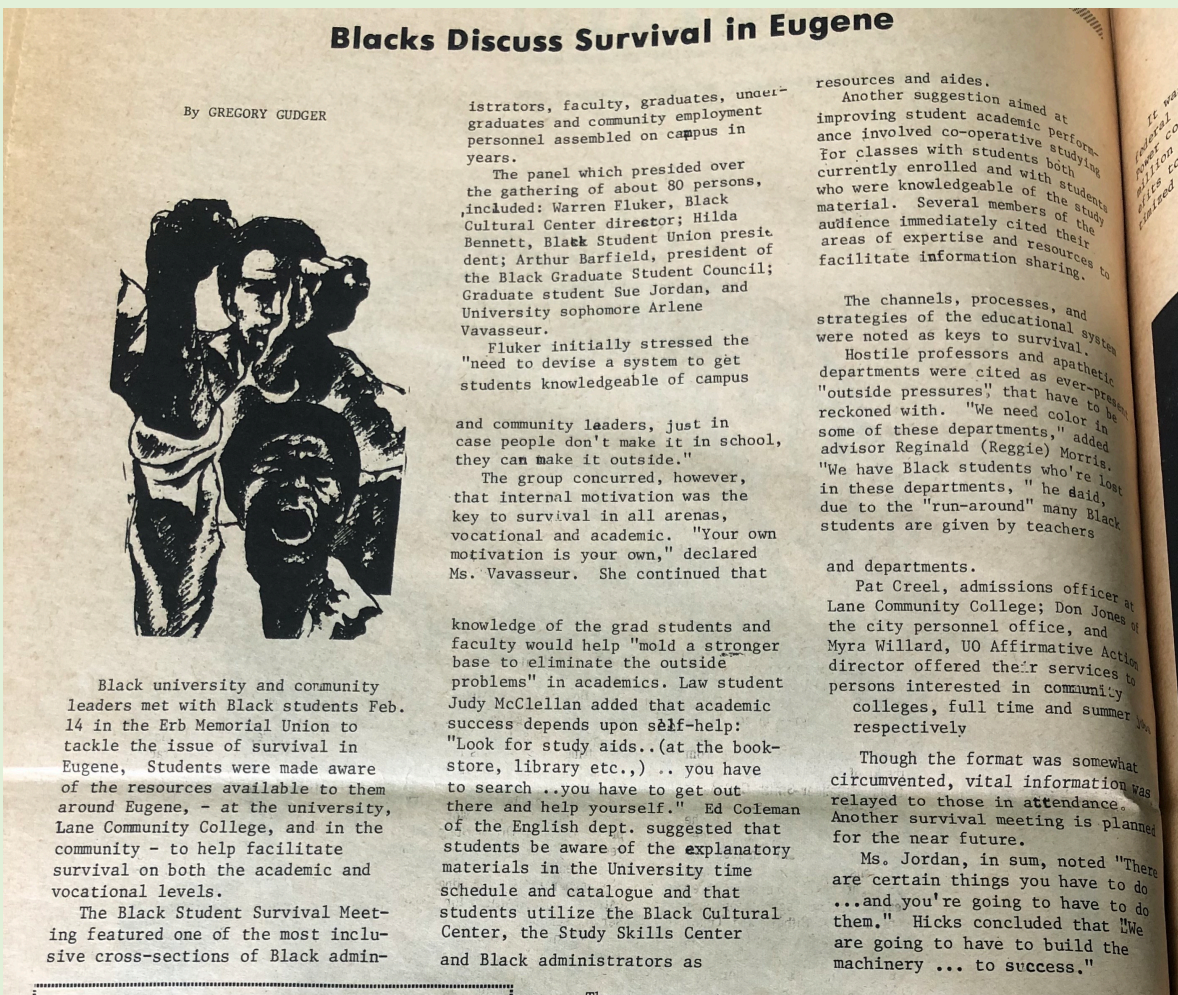 Blacks Discuss Survival in Eugene
By GREGORY GUDGER
Black university and community
leaders met with Black students Feb.
14 in the Erb Memorial Union to
tackle the issue of survival in
Eugene, Students were made aware
of the resources available to them
around Eugene, - at the university,
Lane Community College, and in the
community - to help facilitate
survival on both the academic and
vocational levels.
The Black Student Survival Meet-
ing featured one of the most inclu-
sive cross-sections of Black admin-
istrators, faculty, graduates, under-
graduates and community employment
personnel assembled on campus in
years.
The panel which presided over
the gathering of about 80 persons,
,included: Warren Fluker, Black
Cultural Center director; Hilda
Bennett, Black Student Union presit
dent; Arthur Barfield, president of
the Black Graduate Student Council;
Graduate student Sue Jordan, and
University sophomore Arlene
Vavasseur.
Fluker initially stressed the
"need to devise a system to get
students knowledgeable of campus
and community leaders, just in
case people don't make it in school,
they can make it outside."
The group concurred, however,
that internal motivation was the
key to survival in all arenas,
vocational and academic. "Your own
motivation is your own," declared
Ms. Vavasseur. She continued that
knowledge of the grad students and
faculty would help "mold a stronger
base to eliminate the outside
problems" in academics. Law student
Judy McClellan added that academic
success depends upon self-help:
"Look for study aids..(at the book-
store, library etc.,) .. you have
to search ..you have to get out
there and help yourself." Ed Coleman
of the English dept. suggested that
students be aware of the explanatory
materials in the University time
schedule and catalogue and that
students utilize the Black Cultural
Center, the Study Skills Center
and Black administrators as
resources and aides.
Another suggestion aimed at
improving student academic perform-
ance involved co-operative studying
for classes with students both
currently enrolled and with students
who were knowledgeable of the study
material. Several members of the
audience immediately cited their
areas of expertise and resources to
facilitate information sharing.
The channels, processes, and
strategies of the educational system
were noted as keys to survival.
Hostile professors and apathetic
departments were cited as ever-present
"outside pressures", that have to be
reckoned with. "We need color in
some of these departments," added
advisor Reginald (Reggie) Morris.
"We have Black students who're lost
in these departments, " he said,
due to the "run-around" many Black
students are given by teachers
and departments.
Pat Creel, admissions officer at
Lane Community College; Don Jones of
the city personnel office, and
Myra Willard, UO Affirmative Action
director offered their services to
persons interested in community
colleges, full time and summer
respectively
Though the format was somewhat
circumvented, vital information was
relayed to those in attendance.
Another survival meeting is planned
for the near future.
Ms. Jordan, in sum, noted "There
are certain things you have to do
...and you're going to have to do
them." Hicks concluded that "We
are going to have to build the
machinery ... to success."
It wa
federal
Power co
million
efits to
timized